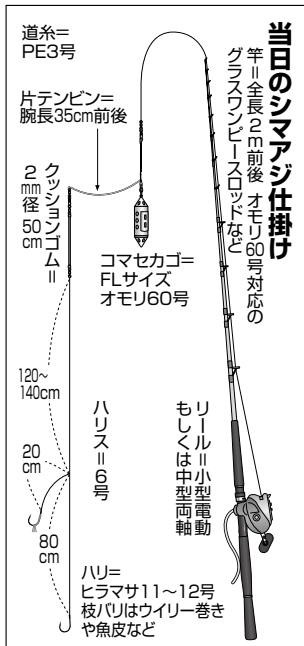 当日のシマアジ仕掛け
竿＝全長２ｍ前後 オモリ60号対応の
グラスワンピースロッドなど
道糸＝
PE3号
片テンビン＝
腕長35cm前後
クッションゴム＝
２mm径50cm
コマセカゴ＝
FLサイズ
オモリ60号
120〜
140cm
ハリス＝６号
20
cm
80
cm
リール＝小型電動
もしくは中型両軸
ハリ＝
ヒラマサ11〜12号
枝バリはウイリー巻き
や魚皮など